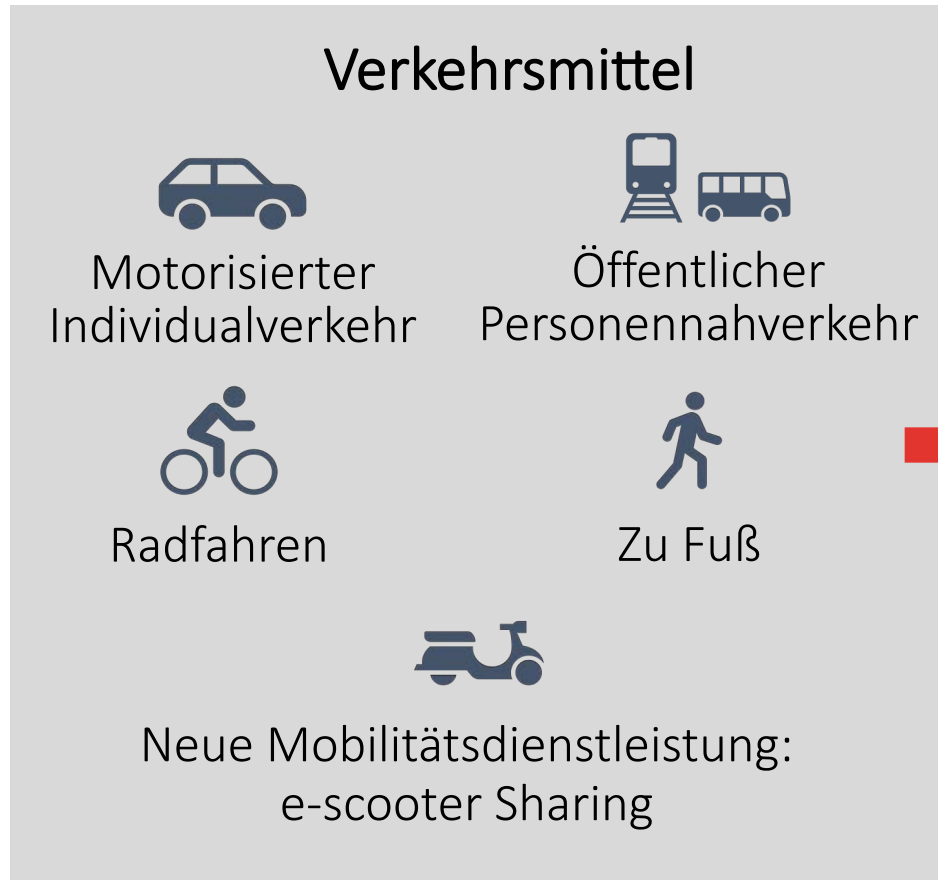 Verkehrsmittel
Motorisierter
Individualverkehr
Öffentlicher
Personennahverkehr
Radfahren
Zu Fuß
Neue Mobilitätsdienstleistung:
e-scooter Sharing